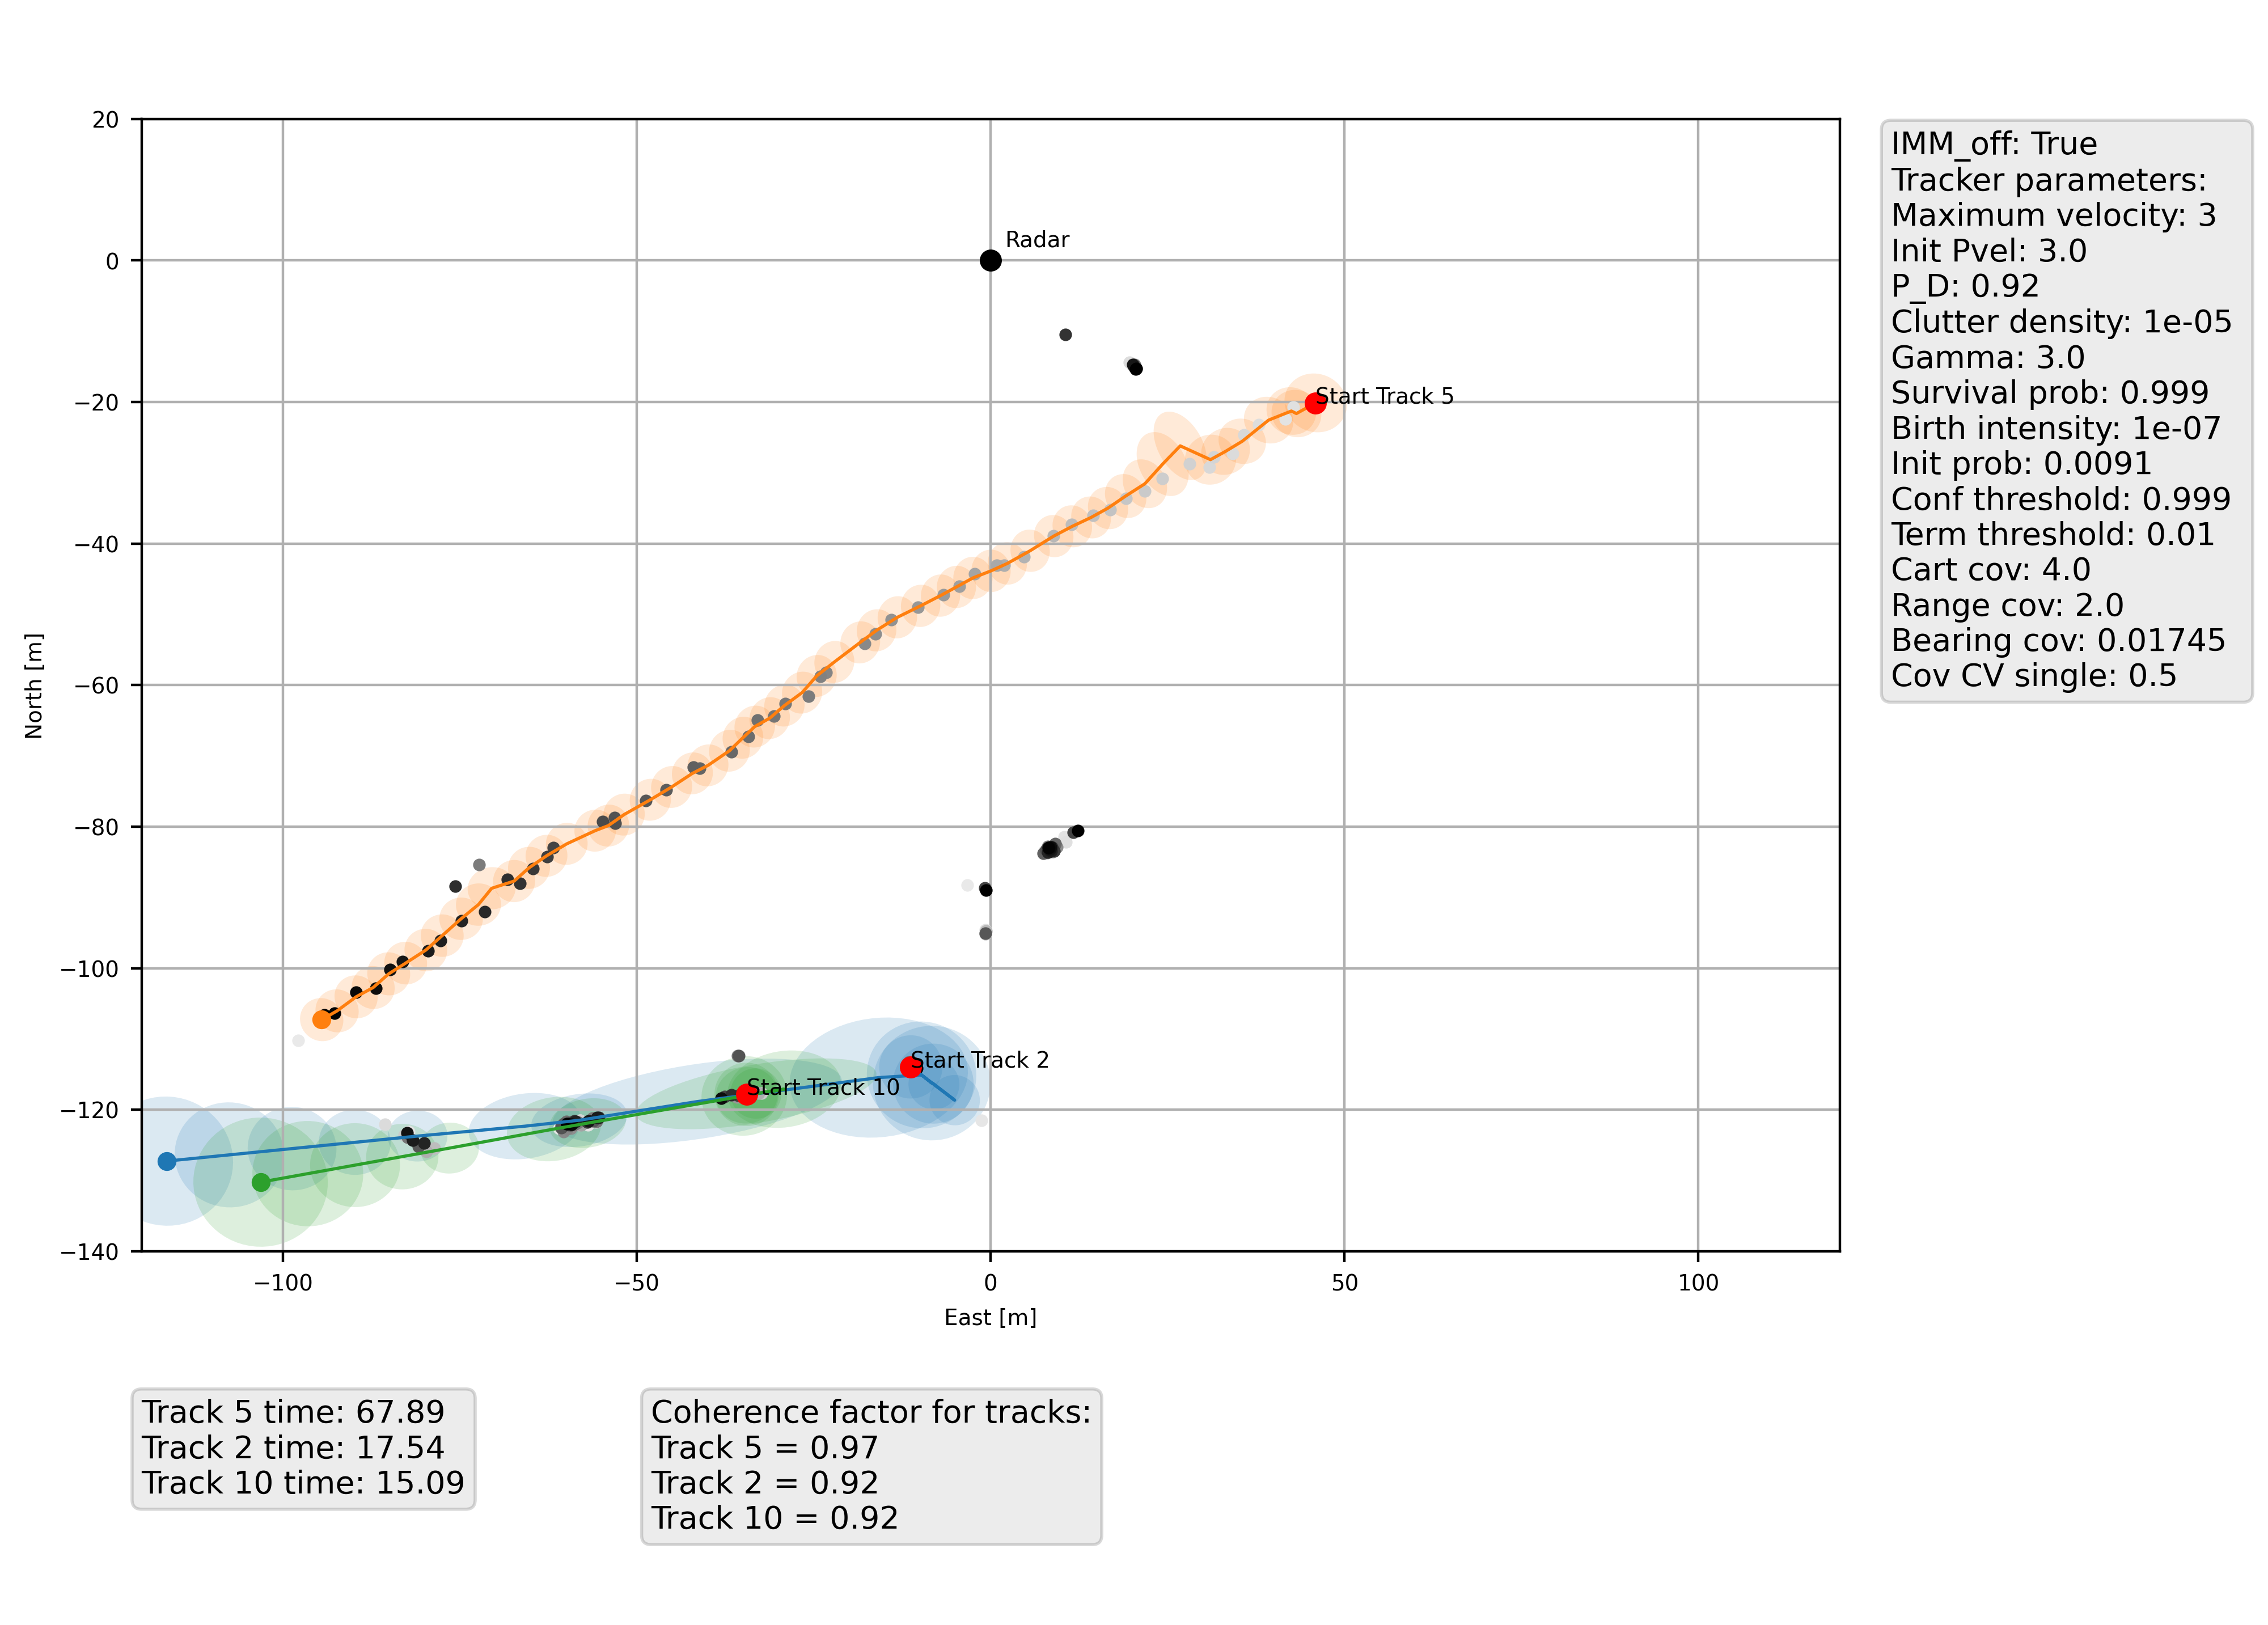 20
0
−20
−40
−60
−80
−100
−120
−140
North [m]
−100
−50
0
50
100
East [m]
Radar
Start Track 5
Start Track 2
Start Track 10
IMM_off: True
Tracker parameters:
Maximum velocity: 3
Init Pvel: 3.0
P_D: 0.92
Clutter density: 1e-05
Gamma: 3.0
Survival prob: 0.999
Birth intensity: 1e-07
Init prob: 0.0091
Conf threshold: 0.999
Term threshold: 0.01
Cart cov: 4.0
Range cov: 2.0
Bearing cov: 0.01745
Cov CV single: 0.5
Track 5 time: 67.89
Track 2 time: 17.54
Track 10 time: 15.09
Coherence factor for tracks:
Track 5 = 0.97
Track 2 = 0.92
Track 10 = 0.92